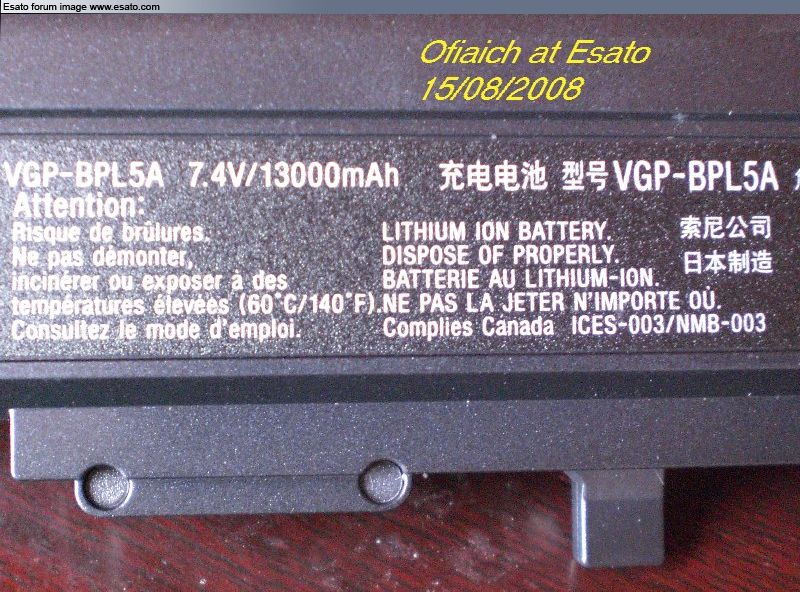 Esato forum image www.esato.com
Ofiaich at Esato
15/08/2008
VGP-BPL5A 7.4V/13000mAh 充电电池 型号 VGP-BPL5A
Attention:
Risque de brûlures.
Ne pas démonter,
incinérer ou exposer à des
températures élevées (60°C/140°F).
Consultez le mode d'emploi.
LITHIUM ION BATTERY.
DISPOSE OF PROPERLY.
BATTERIE AU LITHIUM-ION.
NE PAS LA JETER N'IMPORTE OÙ.
Complies Canada ICES-003/NMB-003
索尼公司
日本制造